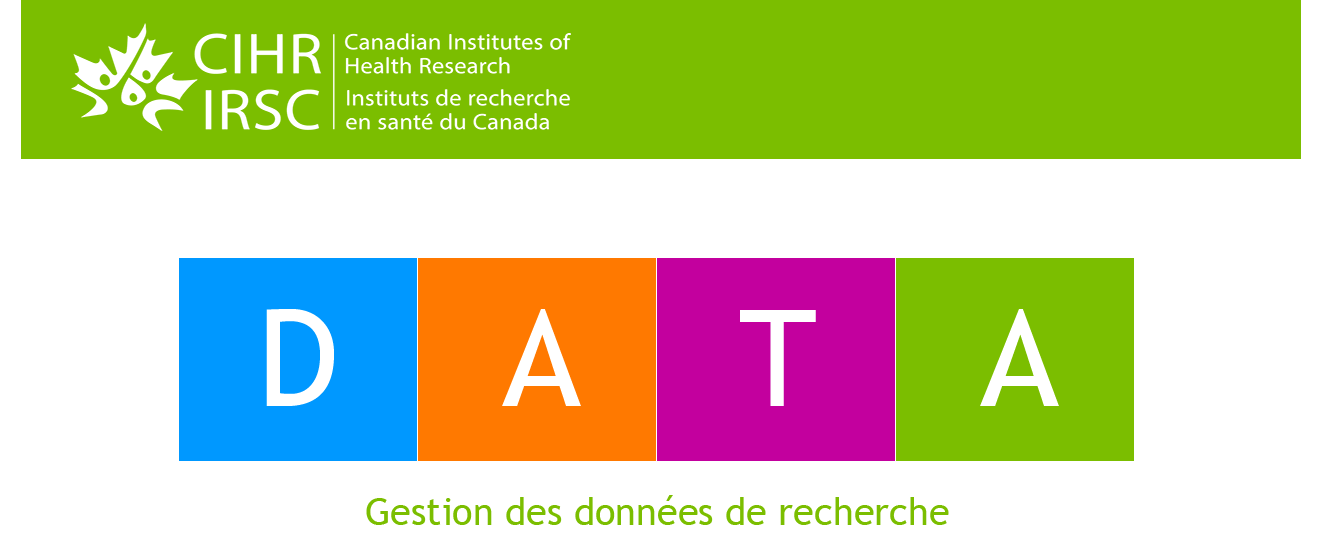 CIHR
IRSC
Canadian Institutes of
Health Research
Instituts de recherche
en santé du Canada
D A T A
Gestion des données de recherche